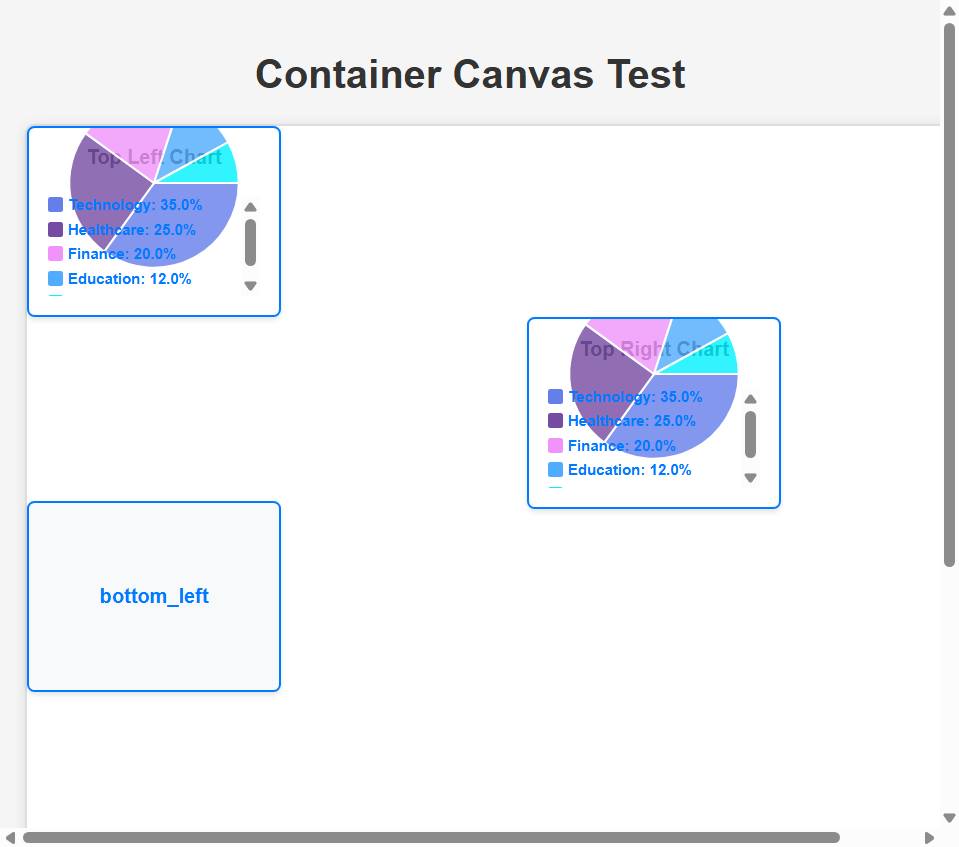 Container Canvas Test
Top Left Chart
Technology: 35.0%
Healthcare: 25.0%
Finance: 20.0%
Education: 12.0%
Top Right Chart
Technology: 35.0%
Healthcare: 25.0%
Finance: 20.0%
Education: 12.0%
bottom_left